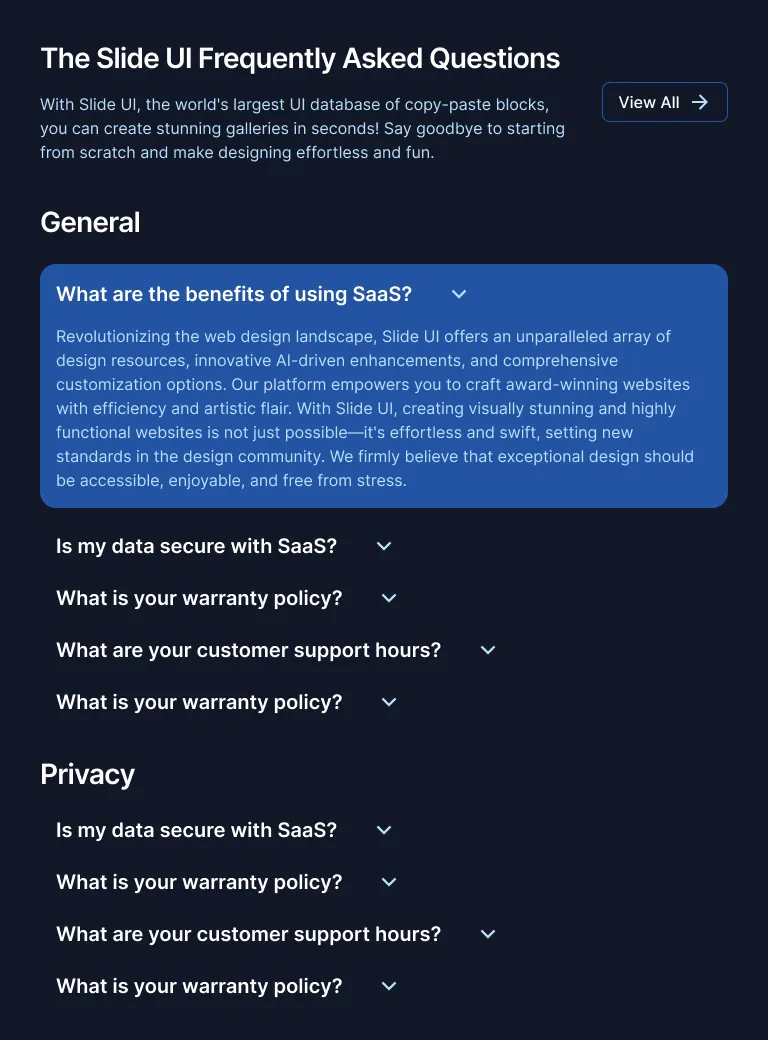 The Slide UI Frequently Asked Questions
With Slide UI, the world's largest UI database of copy-paste blocks,
you can create stunning galleries in seconds! Say goodbye to starting
from scratch and make designing effortless and fun.
View All
General
What are the benefits of using SaaS?
Revolutionizing the web design landscape, Slide UI offers an unparalleled array of
design resources, innovative AI-driven enhancements, and comprehensive
customization options. Our platform empowers you to craft award-winning websites
with efficiency and artistic flair. With Slide UI, creating visually stunning and highly
functional websites is not just possible—it's effortless and swift, setting new
standards in the design community. We firmly believe that exceptional design should
be accessible, enjoyable, and free from stress.
Is my data secure with SaaS?
What is your warranty policy?
What are your customer support hours?
What is your warranty policy?
Privacy
Is my data secure with SaaS?
What is your warranty policy?
What are your customer support hours?
What is your warranty policy?